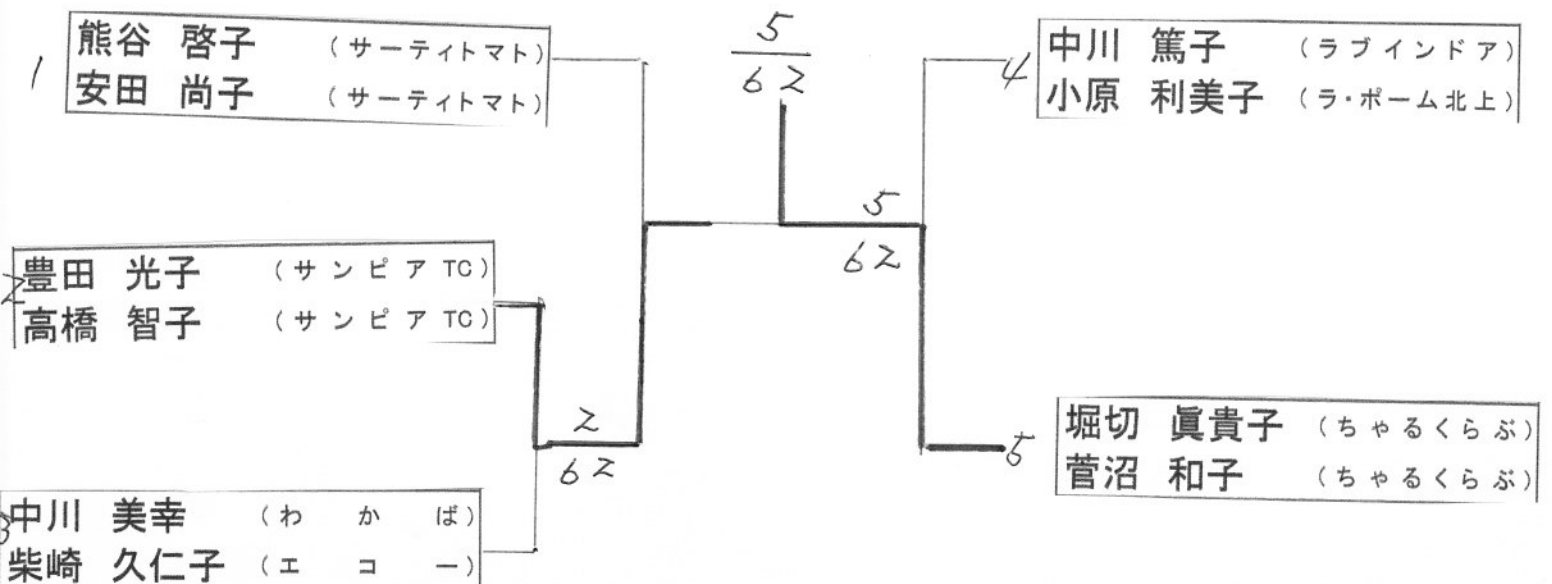 1
熊谷 啓子 (サーティトマト)
安田 尚子 (サーティトマト)
2
豊田 光子 (サンピア TC)
高橋 智子 (サンピア TC)
3
中川 美幸 (わかば)
柴崎 久仁子 (エコー)
2
62
5
62
5
62
4
中川 篤子 (ラブインドア)
小原 利美子 (ラ・ポーム北上)
5
堀切 眞貴子 (ちゃるくらぶ)
菅沼 和子 (ちゃるくらぶ)